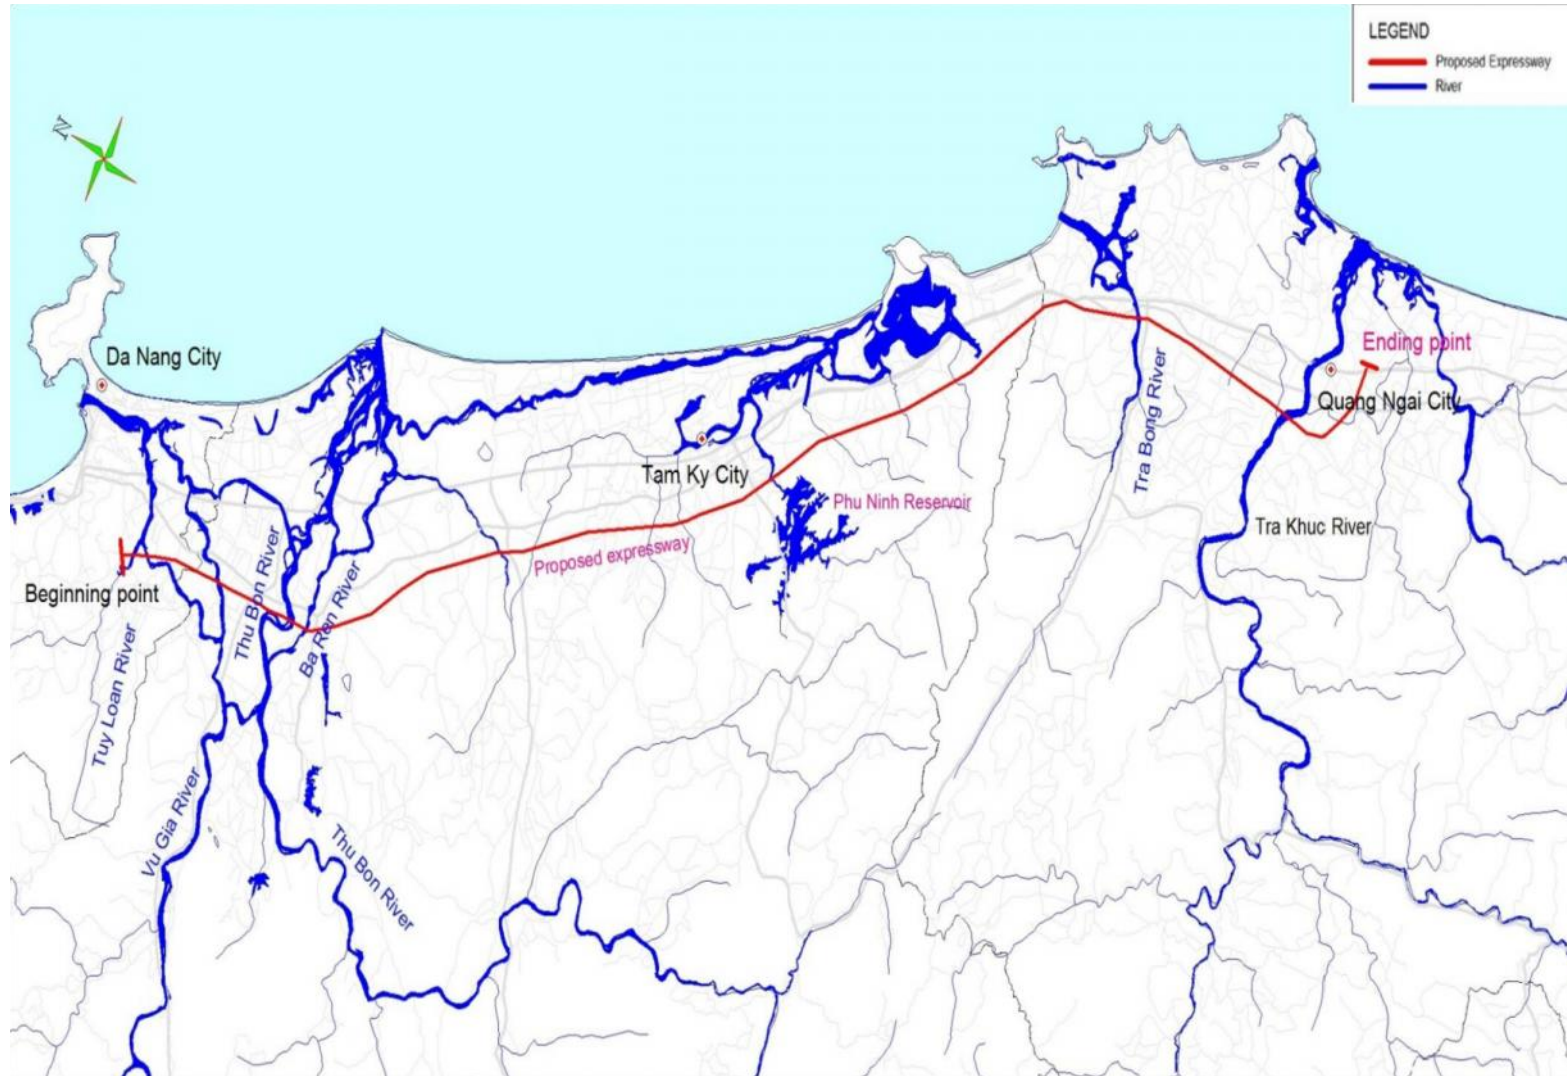 LEGEND
Proposed Expressway
River
N
Da Nang City
Ending point
Quang Ngai City
Tra Bong River
Tam Ky City
Phu Ninh Reservoir
Tra Khuc River
Proposed expressway
Beginning point
Thu Bon River
Ba Ren River
Tuy Loan River
Vu Gia River
Thu Bon River